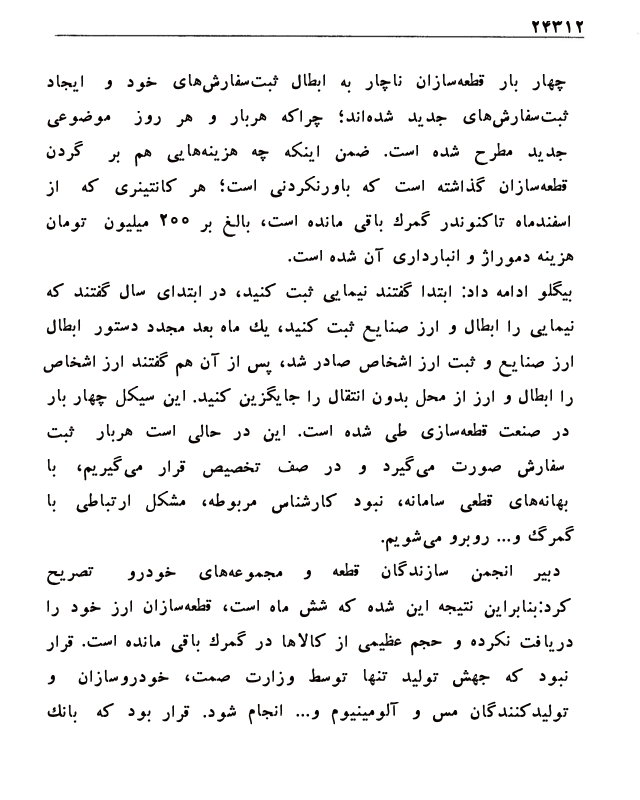 ۲۴۳۱۲
چهار بار قطعه‌سازان ناچار به ابطال ثبت‌سفارش‌های خود و ایجاد
ثبت‌سفارش‌های جدید شده‌اند؛ چراکه هربار و هر روز موضوعی
جدید مطرح شده است. ضمن اینکه چه هزینه‌هایی هم بر گردن
قطعه‌سازان گذاشته است که باورنکردنی است؛ هر کانتینری که از
اسفندماه تاکنوندر گمرک باقی مانده است، بالغ بر ۲۰۰ میلیون تومان
هزینه دموراژ و انبارداری آن شده است.
بیگلو ادامه داد: ابتدا گفتند نیمایی ثبت کنید، در ابتدای سال گفتند که
نیمایی را ابطال و ارز صنایع ثبت کنید، یک ماه بعد مجدد دستور ابطال
ارز صنایع و ثبت ارز اشخاص صادر شد، پس از آن هم گفتند ارز اشخاص
را ابطال و ارز از محل بدون انتقال را جایگزین کنید. این سیکل چهار بار
در صنعت قطعه‌سازی طی شده است. این در حالی است هربار ثبت
سفارش صورت می‌گیرد و در صف تخصیص قرار می‌گیریم، با
بهانه‌های قطعی سامانه، نبود کارشناس مربوطه، مشکل ارتباطی با
گمرگ و... روبرو می‌شویم.
دبیر انجمن سازندگان قطعه و مجموعه‌های خودرو تصریح
کرد:بنابراین نتیجه این شده که شش ماه است، قطعه‌سازان ارز خود را
دریافت نکرده و حجم عظیمی از کالاها در گمرک باقی مانده است. قرار
نبود که جهش تولید تنها توسط وزارت صمت، خودروسازان و
تولیدکنندگان مس و آلومینیوم و... انجام شود. قرار بود که بانک